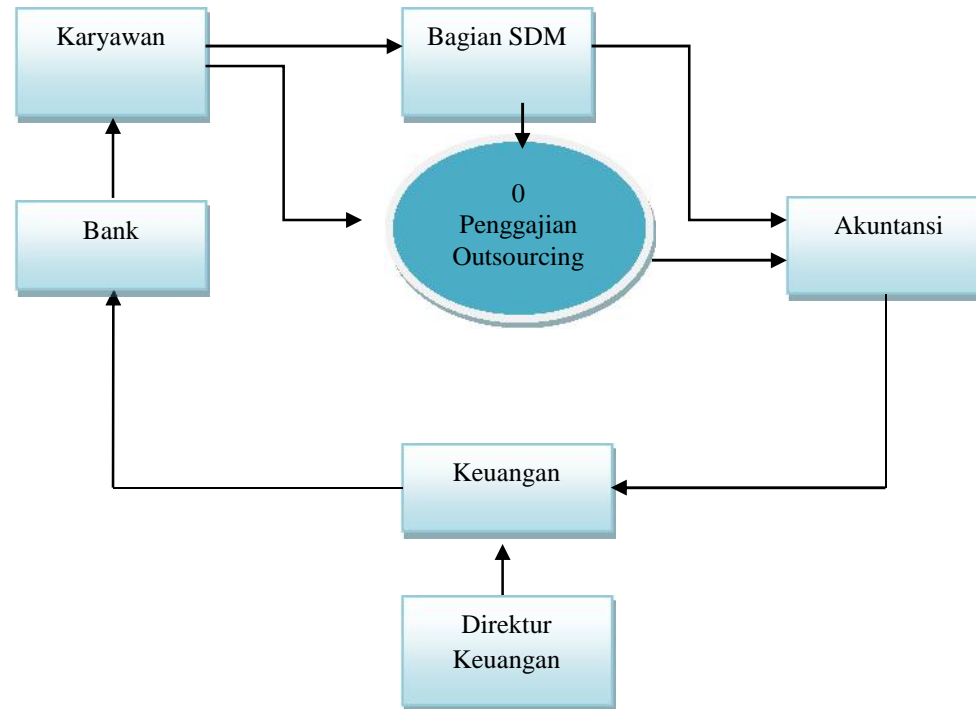 Karyawan
Bagian SDM
0
Penggajian
Outsourcing
Bank
Akuntansi
Keuangan
Direktur
Keuangan